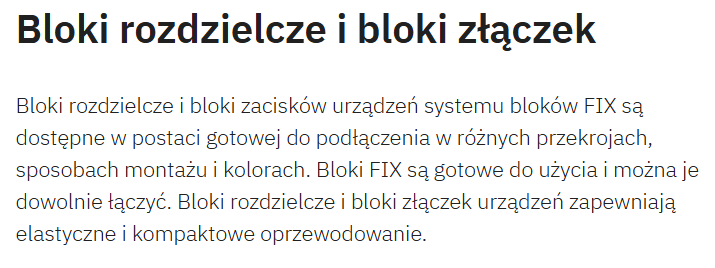 Bloki rozdzielcze i bloki złączek
Bloki rozdzielcze i bloki zacisków urządzeń systemu bloków FIX są
dostępne w postaci gotowej do podłączenia w różnych przekrojach,
sposobach montażu i kolorach. Bloki FIX są gotowe do użycia i można je
dowolnie łączyć. Bloki rozdzielcze i bloki złączek urządzeń zapewniają
elastyczne i kompaktowe oprzewodowanie.